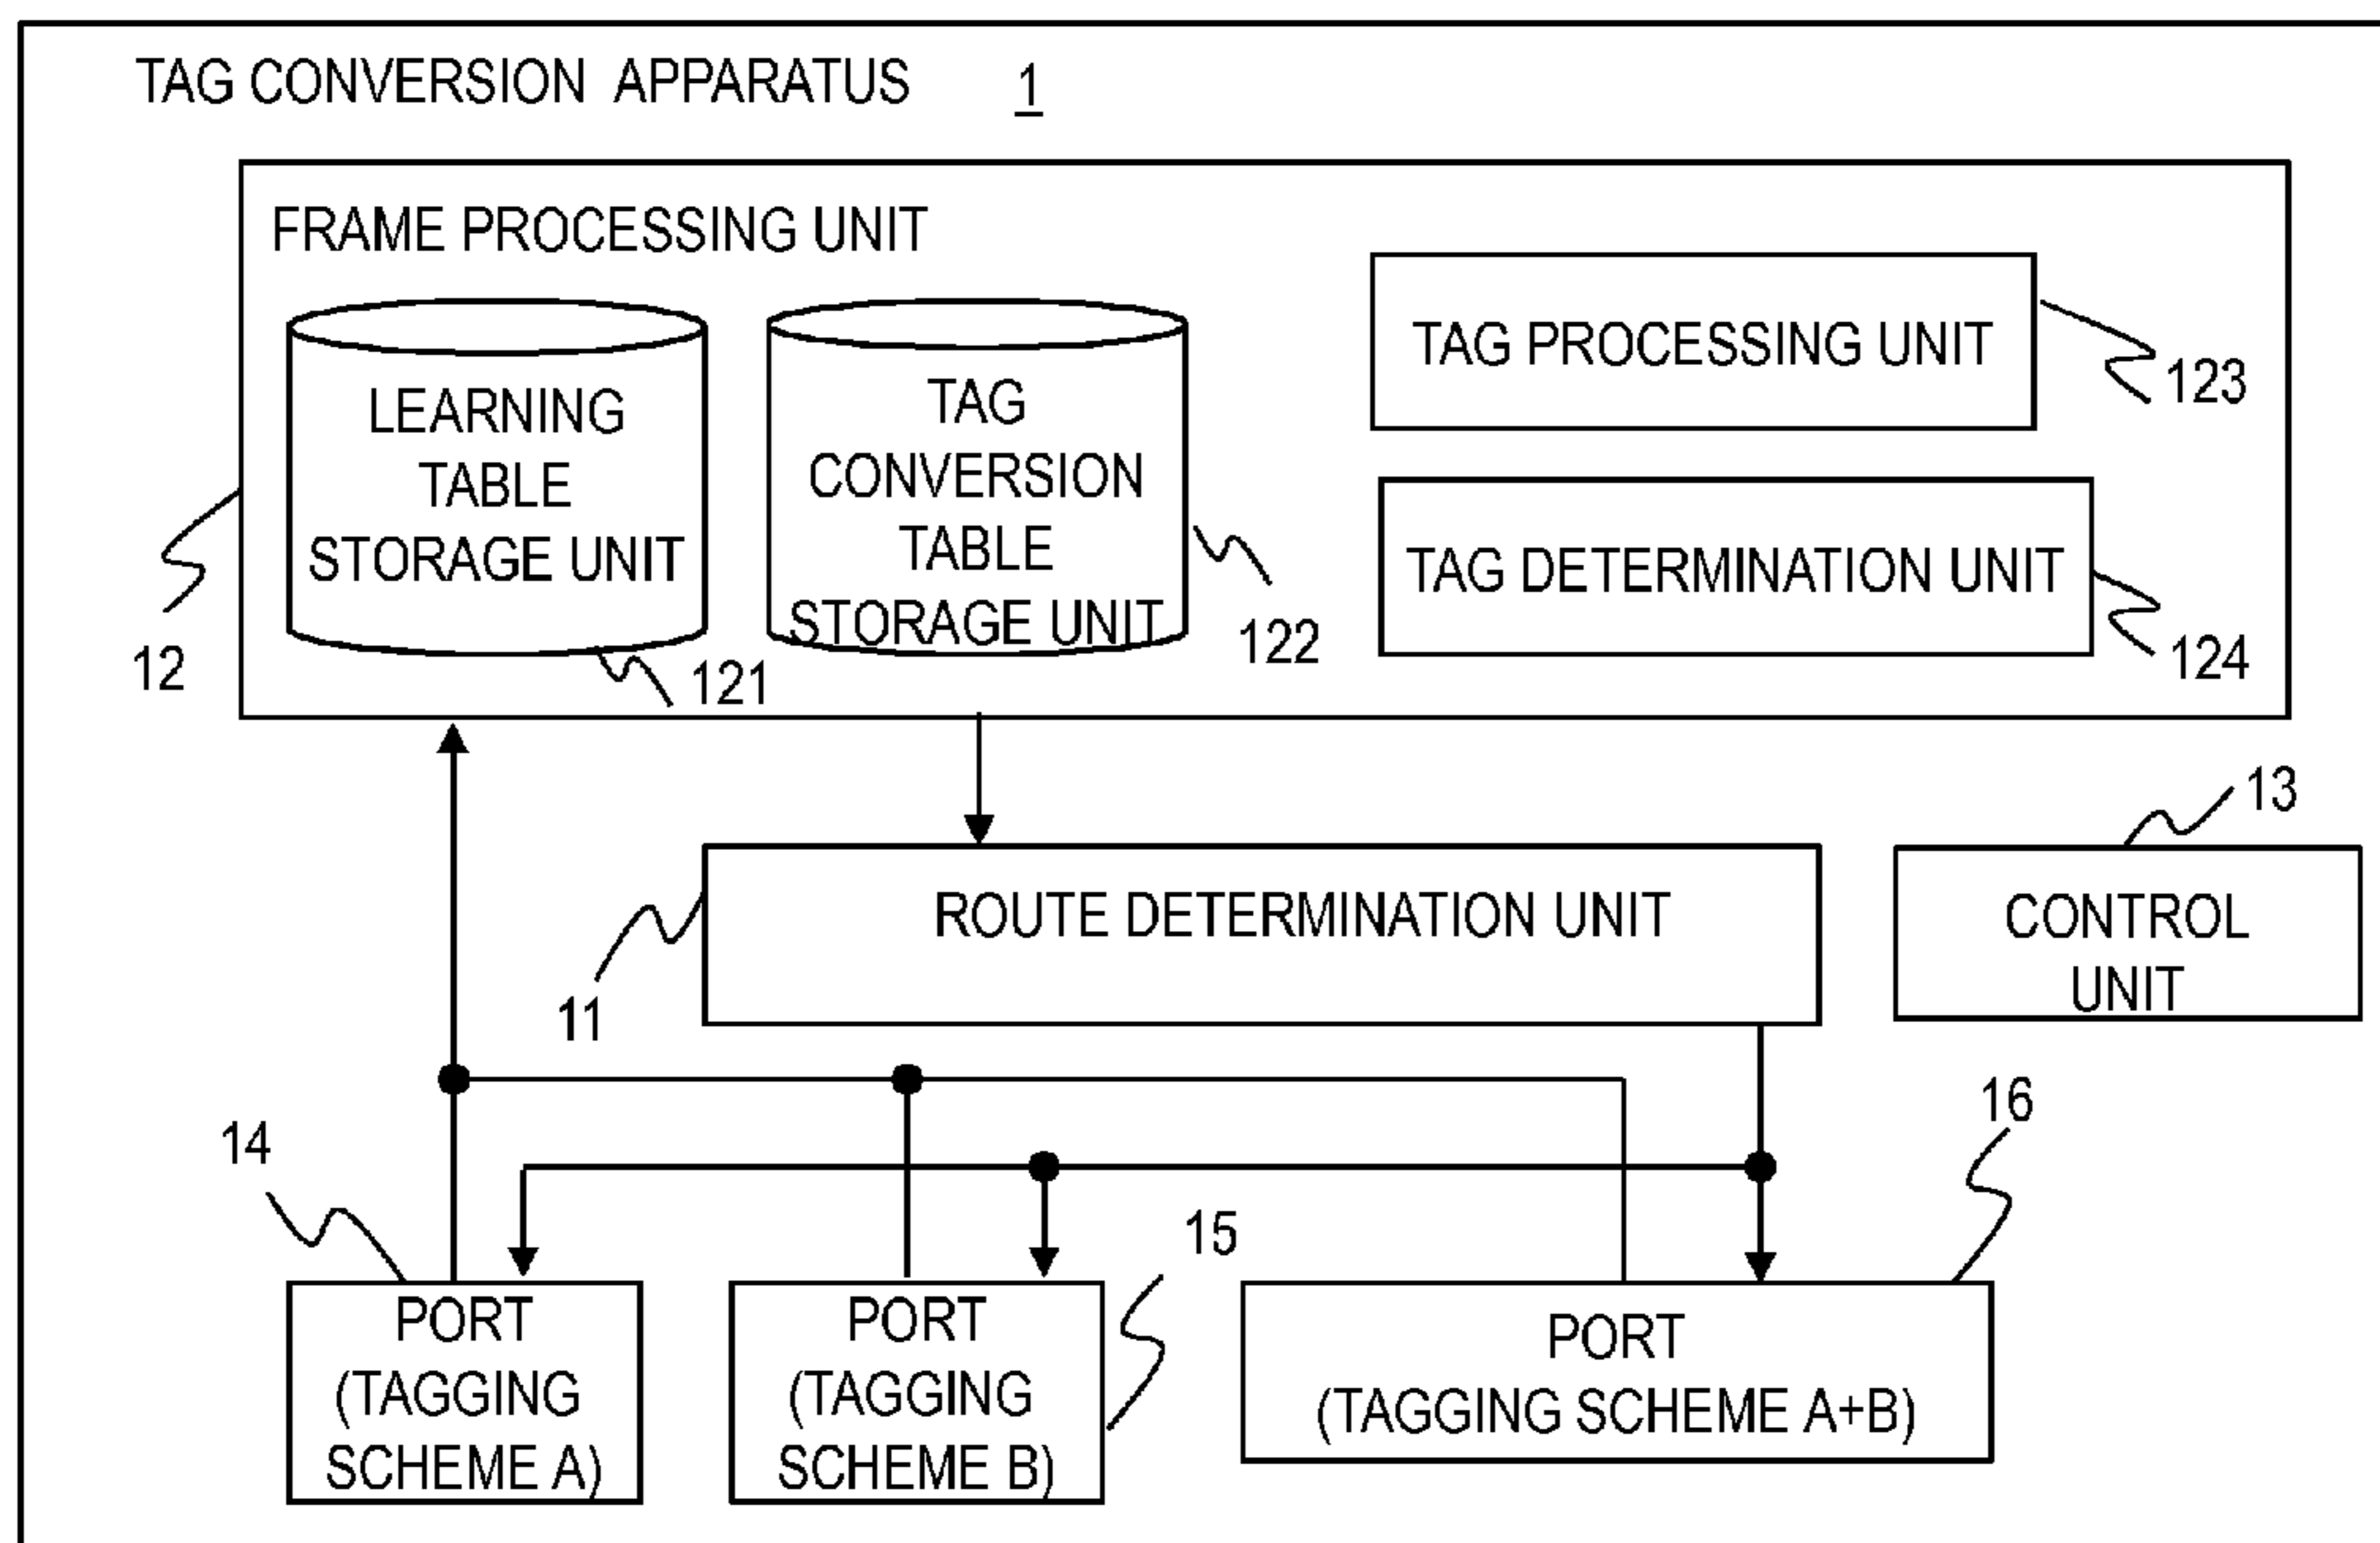 TAG CONVERSION APPARATUS 1
FRAME PROCESSING UNIT
LEARNING
TABLE
STORAGE UNIT
TAG
CONVERSION
TABLE
STORAGE UNIT
TAG PROCESSING UNIT
123
TAG DETERMINATION UNIT
124
12
121
122
13
ROUTE DETERMINATION UNIT
CONTROL
UNIT
11
14
15
16
PORT
(TAGGING
SCHEME A)
PORT
(TAGGING
SCHEME B)
PORT
(TAGGING SCHEME A+B)